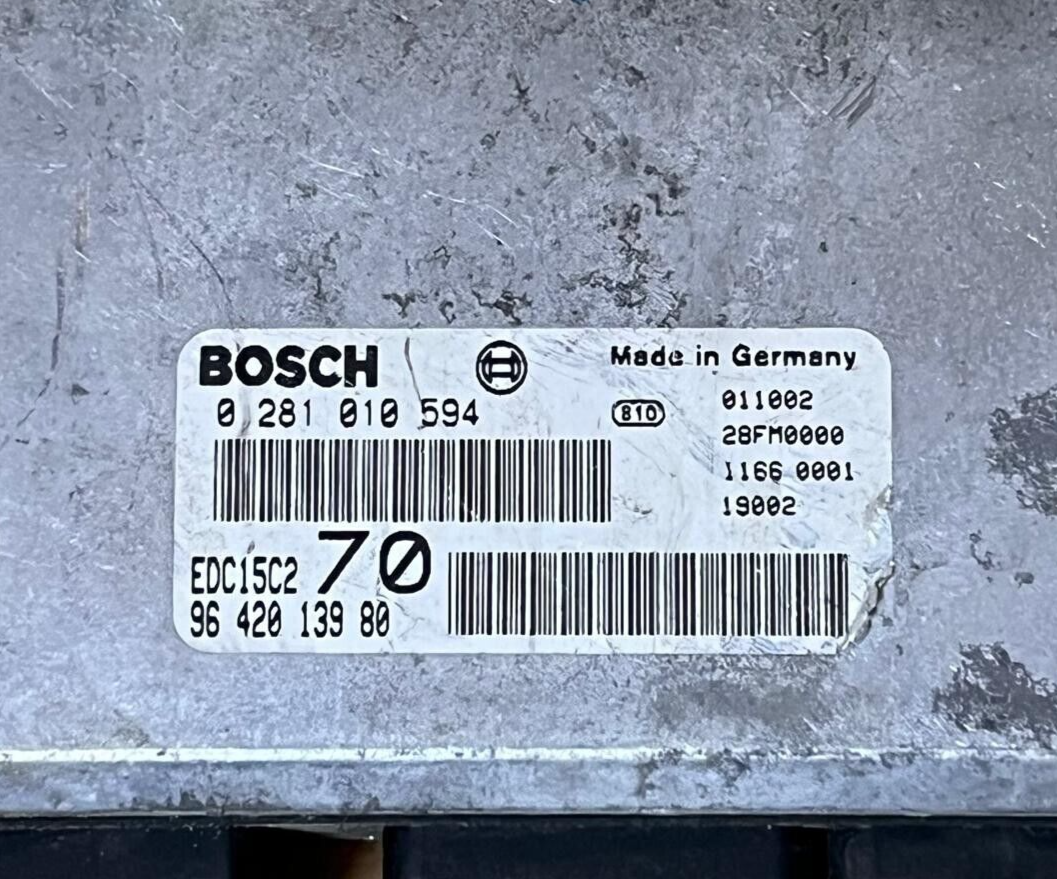 BOSCH
Made in Germany
0 281 010 594
810
011002
28FM0000
1166 0001
19002
EDC15C2 70
96 420 139 80